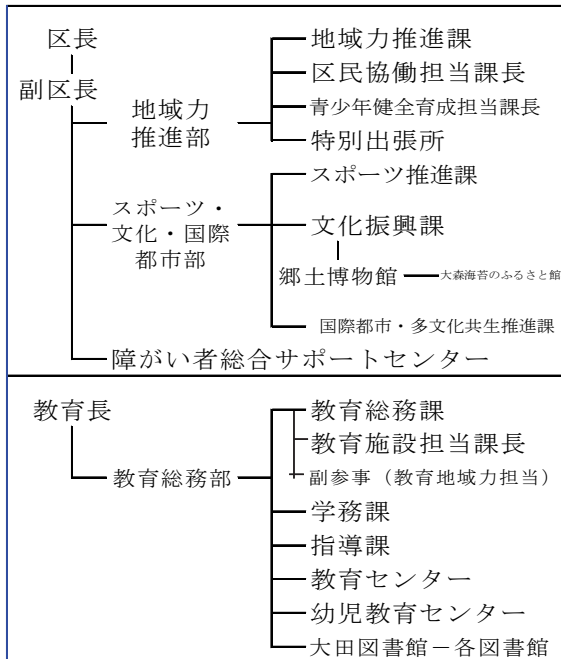 区長
副区長
地域力
推進部
地域力推進課
区民協働担当課長
青少年健全育成担当課長
特別出張所
スポーツ・
文化・国際
都市部
スポーツ推進課
文化振興課
郷土博物館
大森海苔のふるさと館
国際都市・多文化共生推進課
障がい者総合サポートセンター
教育長
教育総務部
教育総務課
教育施設担当課長
副参事（教育地域力担当）
学務課
指導課
教育センター
幼児教育センター
大田図書館－各図書館